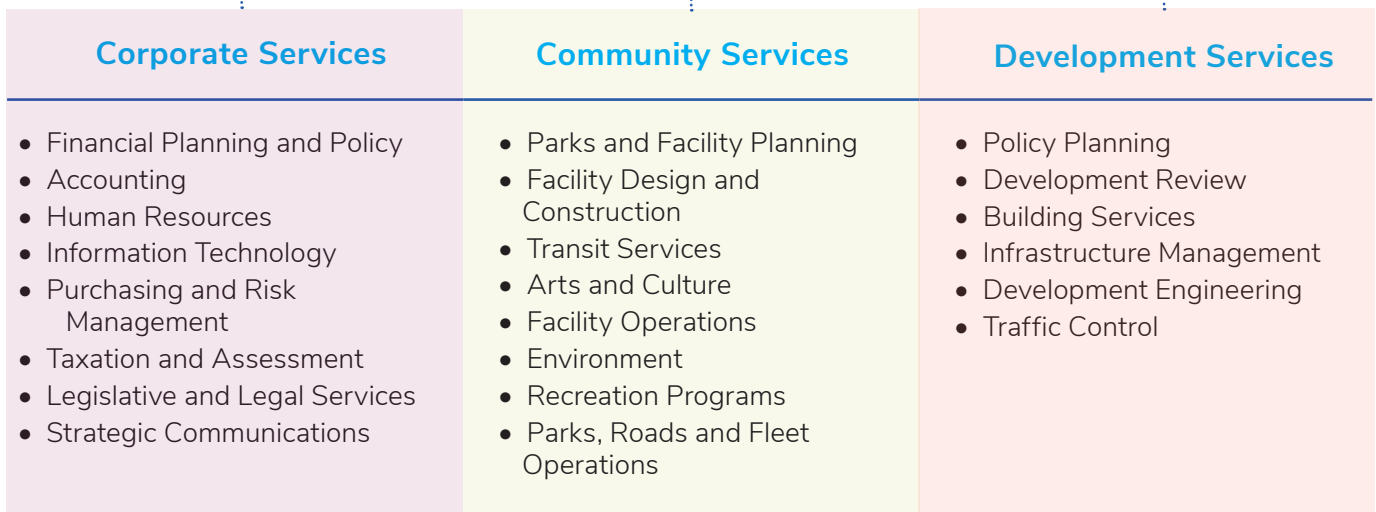 Corporate Services
• Financial Planning and Policy
• Accounting
• Human Resources
• Information Technology
• Purchasing and Risk
Management
• Taxation and Assessment
• Legislative and Legal Services
• Strategic Communications
Community Services
• Parks and Facility Planning
• Facility Design and
Construction
• Transit Services
• Arts and Culture
• Facility Operations
• Environment
• Recreation Programs
• Parks, Roads and Fleet
Operations
Development Services
• Policy Planning
• Development Review
• Building Services
• Infrastructure Management
• Development Engineering
• Traffic Control